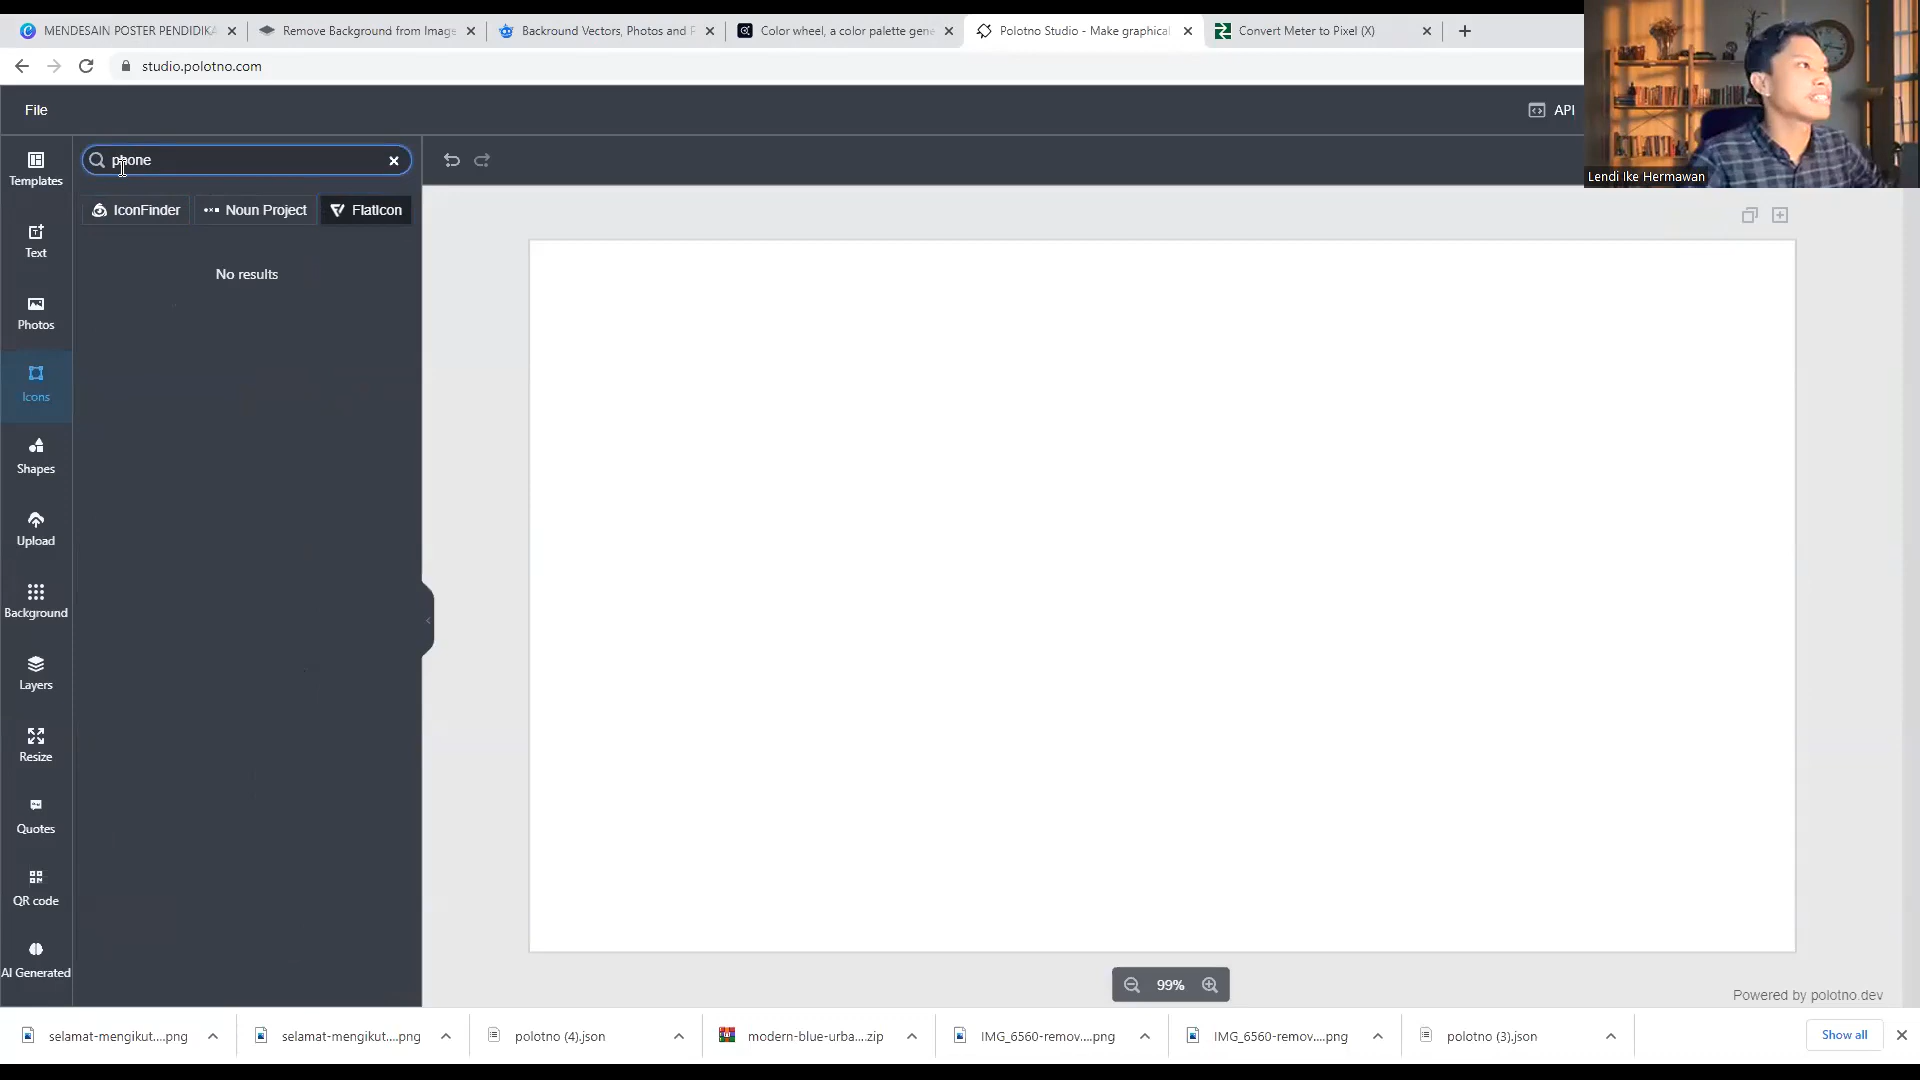 MENDESAIN POSTER PENDIDIKA
Remove Background from Image
Backround Vectors, Photos and F
Color wheel, a color palette gene
Polotno Studio - Make graphical
Convert Meter to Pixel (X)
studio.polotno.com
File
API
Lendi Ike Hermawan
phone
IconFinder
Noun Project
FlatIcon
No results
Templates
Text
Photos
Icons
Shapes
Upload
Background
Layers
Resize
Quotes
QR code
AI Generated
99%
Powered by polotno.dev
selamat-mengikut....png
selamat-mengikut....png
polotno (4).json
modern-blue-urba....zip
IMG_6560-remov....png
IMG_6560-remov....png
polotno (3).json
Show all